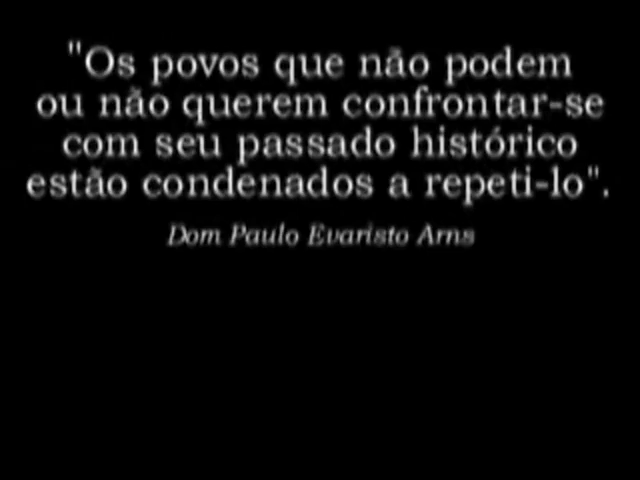 "Os povos que não podem
ou não querem confrontar-se
com seu passado histórico
estão condenados a repeti-lo".
Dom Paulo Evaristo Arns